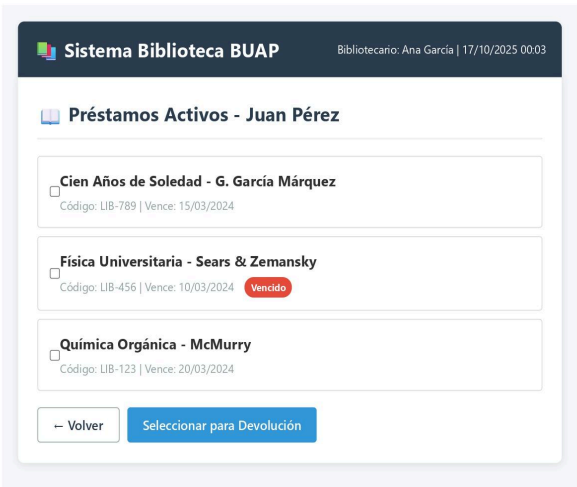 Sistema Biblioteca BUAP
Bibliotecario: Ana García | 17/10/2025 00:03
Préstamos Activos - Juan Pérez
Cien Años de Soledad - G. García Márquez
Código: LIB-789 | Vence: 15/03/2024
Física Universitaria - Sears & Zemansky
Código: LIB-456 | Vence: 10/03/2024 Vencido
Química Orgánica - McMurry
Código: LIB-123 | Vence: 20/03/2024
← Volver
Seleccionar para Devolución